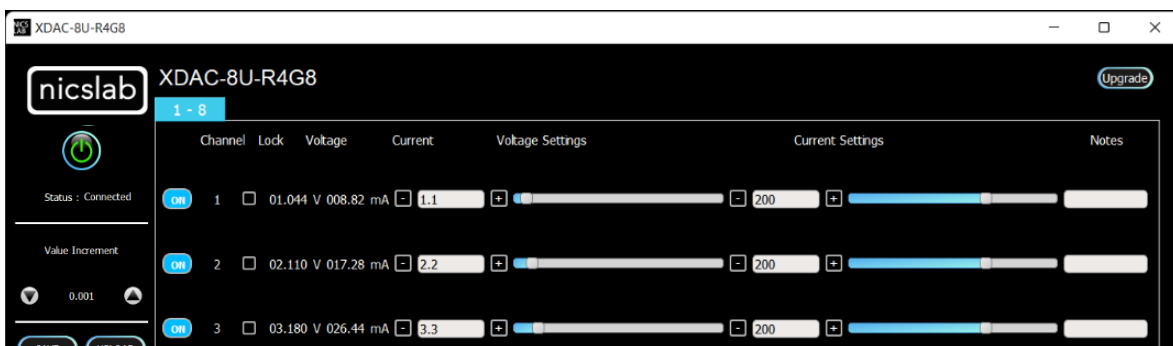 NICS LAB XDAC-8U-R4G8
nicslab
XDAC-8U-R4G8
Upgrade
1 - 8
Channel Lock Voltage Current Voltage Settings Current Settings Notes
Status : Connected
ON 1 01.044 V 008.82 mA - 1.1 + - 200 +
Value Increment
ON 2 02.110 V 017.28 mA - 2.2 + - 200 +
0.001
ON 3 03.180 V 026.44 mA - 3.3 + - 200 +